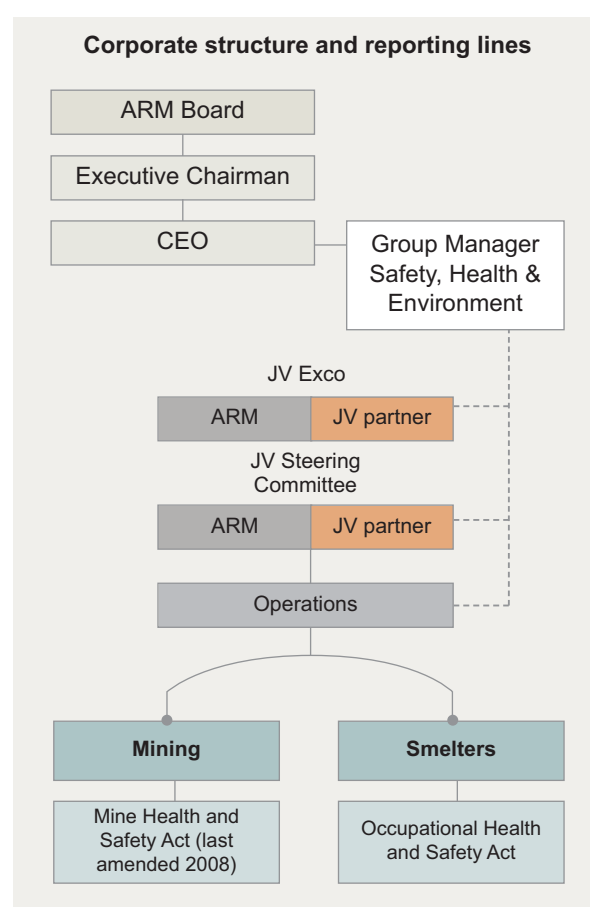 Corporate structure and reporting lines
ARM Board
Executive Chairman
CEO
Group Manager
Safety, Health &
Environment
JV Exco
ARM
JV partner
JV Steering
Committee
ARM
JV partner
Operations
Mining
Smelters
Mine Health and
Safety Act (last
amended 2008)
Occupational Health
and Safety Act